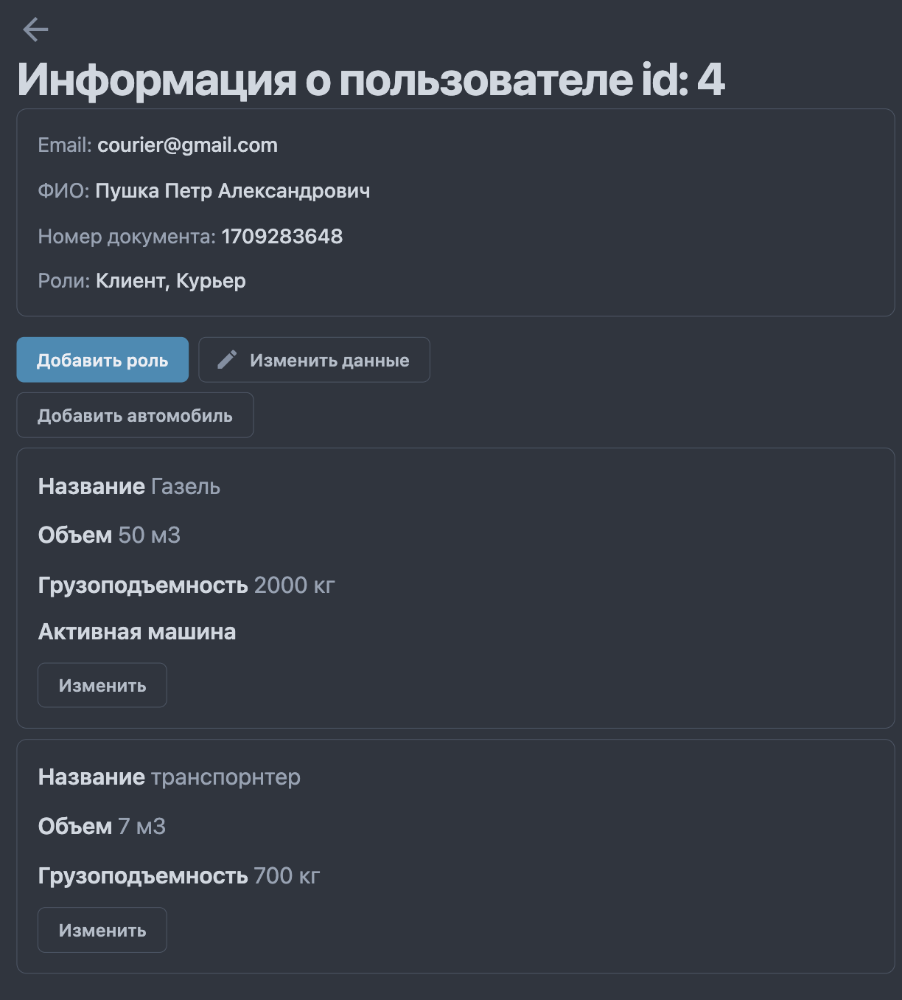 Информация о пользователе id: 4
Email: courier@gmail.com
ФИО: Пушка Петр Александрович
Номер документа: 1709283648
Роли: Клиент, Курьер
Добавить роль
Изменить данные
Добавить автомобиль
Название Газель
Объем 50 м3
Грузоподъемность 2000 кг
Активная машина
Изменить
Название транспорнтер
Объем 7 м3
Грузоподъемность 700 кг
Изменить